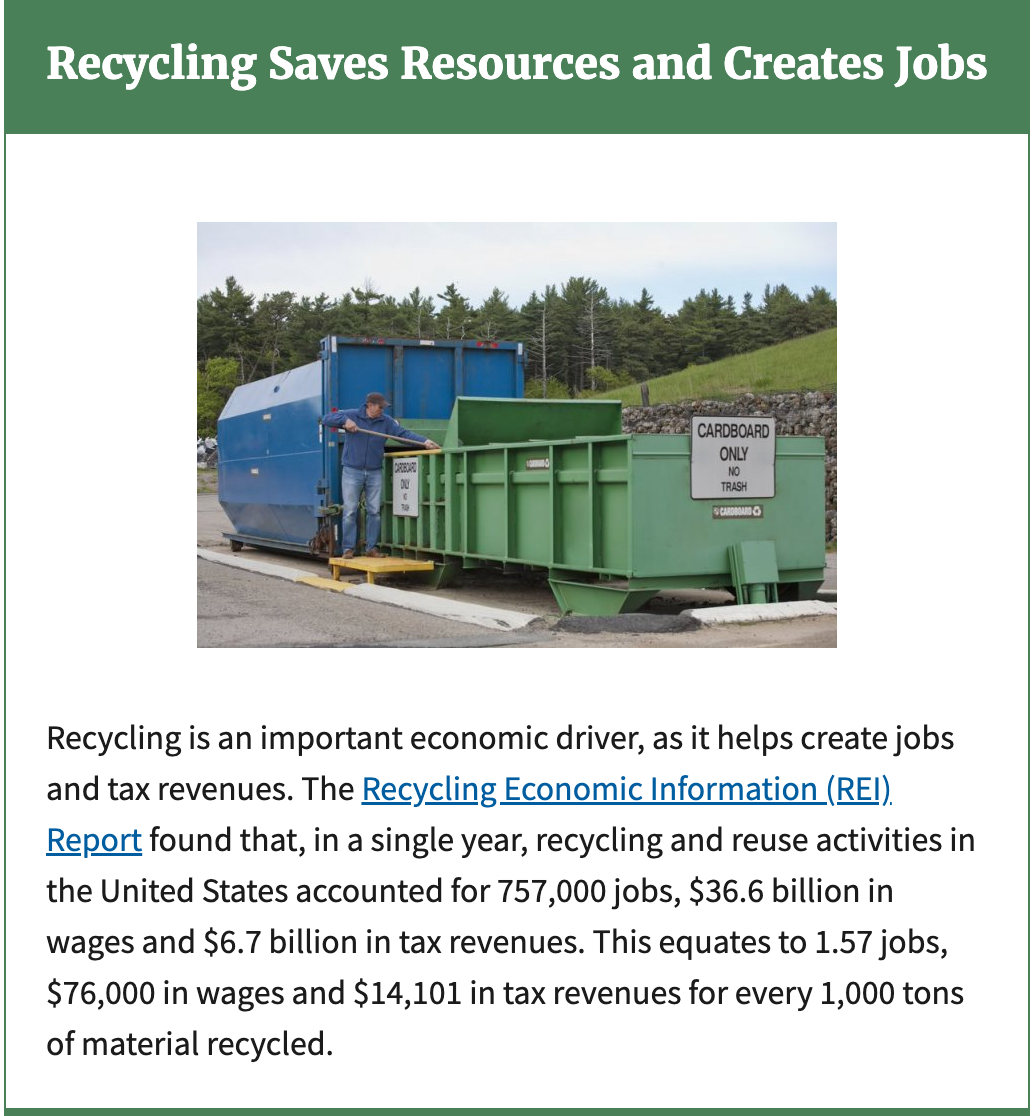 Recycling Saves Resources and Creates Jobs
CARDBOARD
ONLY
NO
TRASH
CARDBOARD
ONLY
NO
TRASH
CARDBOARD
CARDBOARD
Recycling is an important economic driver, as it helps create jobs
and tax revenues. The Recycling Economic Information (REI)
Report found that, in a single year, recycling and reuse activities in
the United States accounted for 757,000 jobs, $36.6 billion in
wages and $6.7 billion in tax revenues. This equates to 1.57 jobs,
$76,000 in wages and $14,101 in tax revenues for every 1,000 tons
of material recycled.